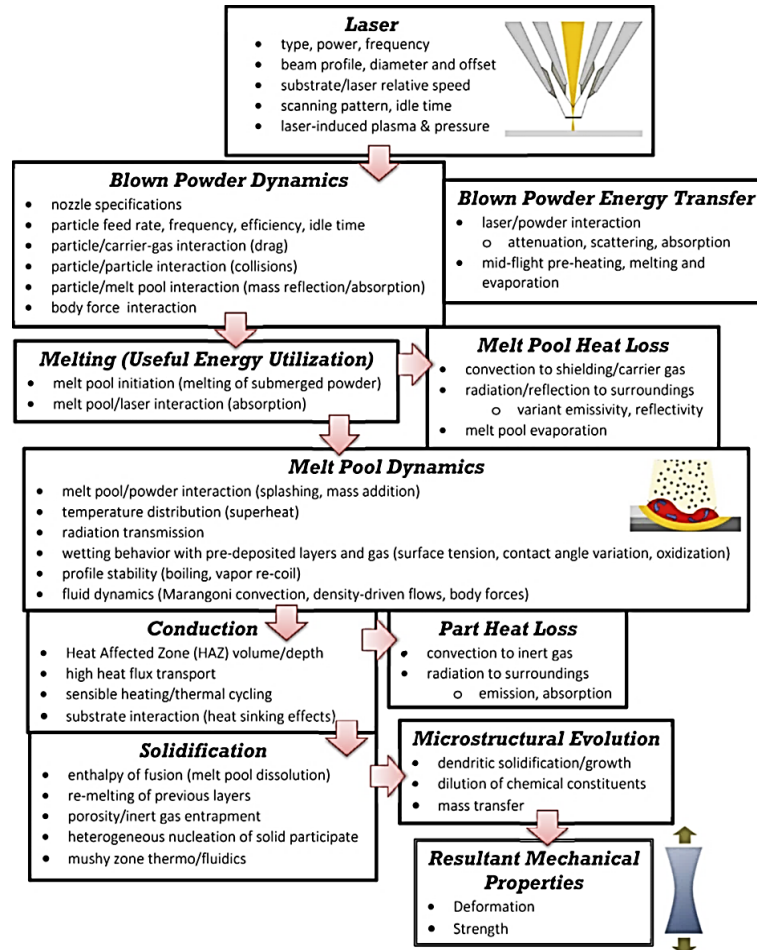 Laser
• type, power, frequency
• beam profile, diameter and offset
• substrate/laser relative speed
• scanning pattern, idle time
• laser-induced plasma & pressure
Blown Powder Dynamics
• nozzle specifications
• particle feed rate, frequency, efficiency, idle time
• particle/carrier-gas interaction (drag)
• particle/particle interaction (collisions)
• particle/melt pool interaction (mass reflection/absorption)
• body force interaction
Blown Powder Energy Transfer
• laser/powder interaction
o attenuation, scattering, absorption
• mid-flight pre-heating, melting and
evaporation
Melting (Useful Energy Utilization)
• melt pool initiation (melting of submerged powder)
• melt pool/laser interaction (absorption)
Melt Pool Heat Loss
• convection to shielding/carrier gas
• radiation/reflection to surroundings
o variant emissivity, reflectivity
• melt pool evaporation
Melt Pool Dynamics
• melt pool/powder interaction (splashing, mass addition)
• temperature distribution (superheat)
• radiation transmission
• wetting behavior with pre-deposited layers and gas (surface tension, contact angle variation, oxidization)
• profile stability (boiling, vapor re-coil)
• fluid dynamics (Marangoni convection, density-driven flows, body forces)
Conduction
• Heat Affected Zone (HAZ) volume/depth
• high heat flux transport
• sensible heating/thermal cycling
• substrate interaction (heat sinking effects)
Part Heat Loss
• convection to inert gas
• radiation to surroundings
o emission, absorption
Solidification
• enthalpy of fusion (melt pool dissolution)
• re-melting of previous layers
• porosity/inert gas entrapment
• heterogeneous nucleation of solid participate
• mushy zone thermo/fluidics
Microstructural Evolution
• dendritic solidification/growth
• dilution of chemical constituents
• mass transfer
Resultant Mechanical
Properties
• Deformation
• Strength